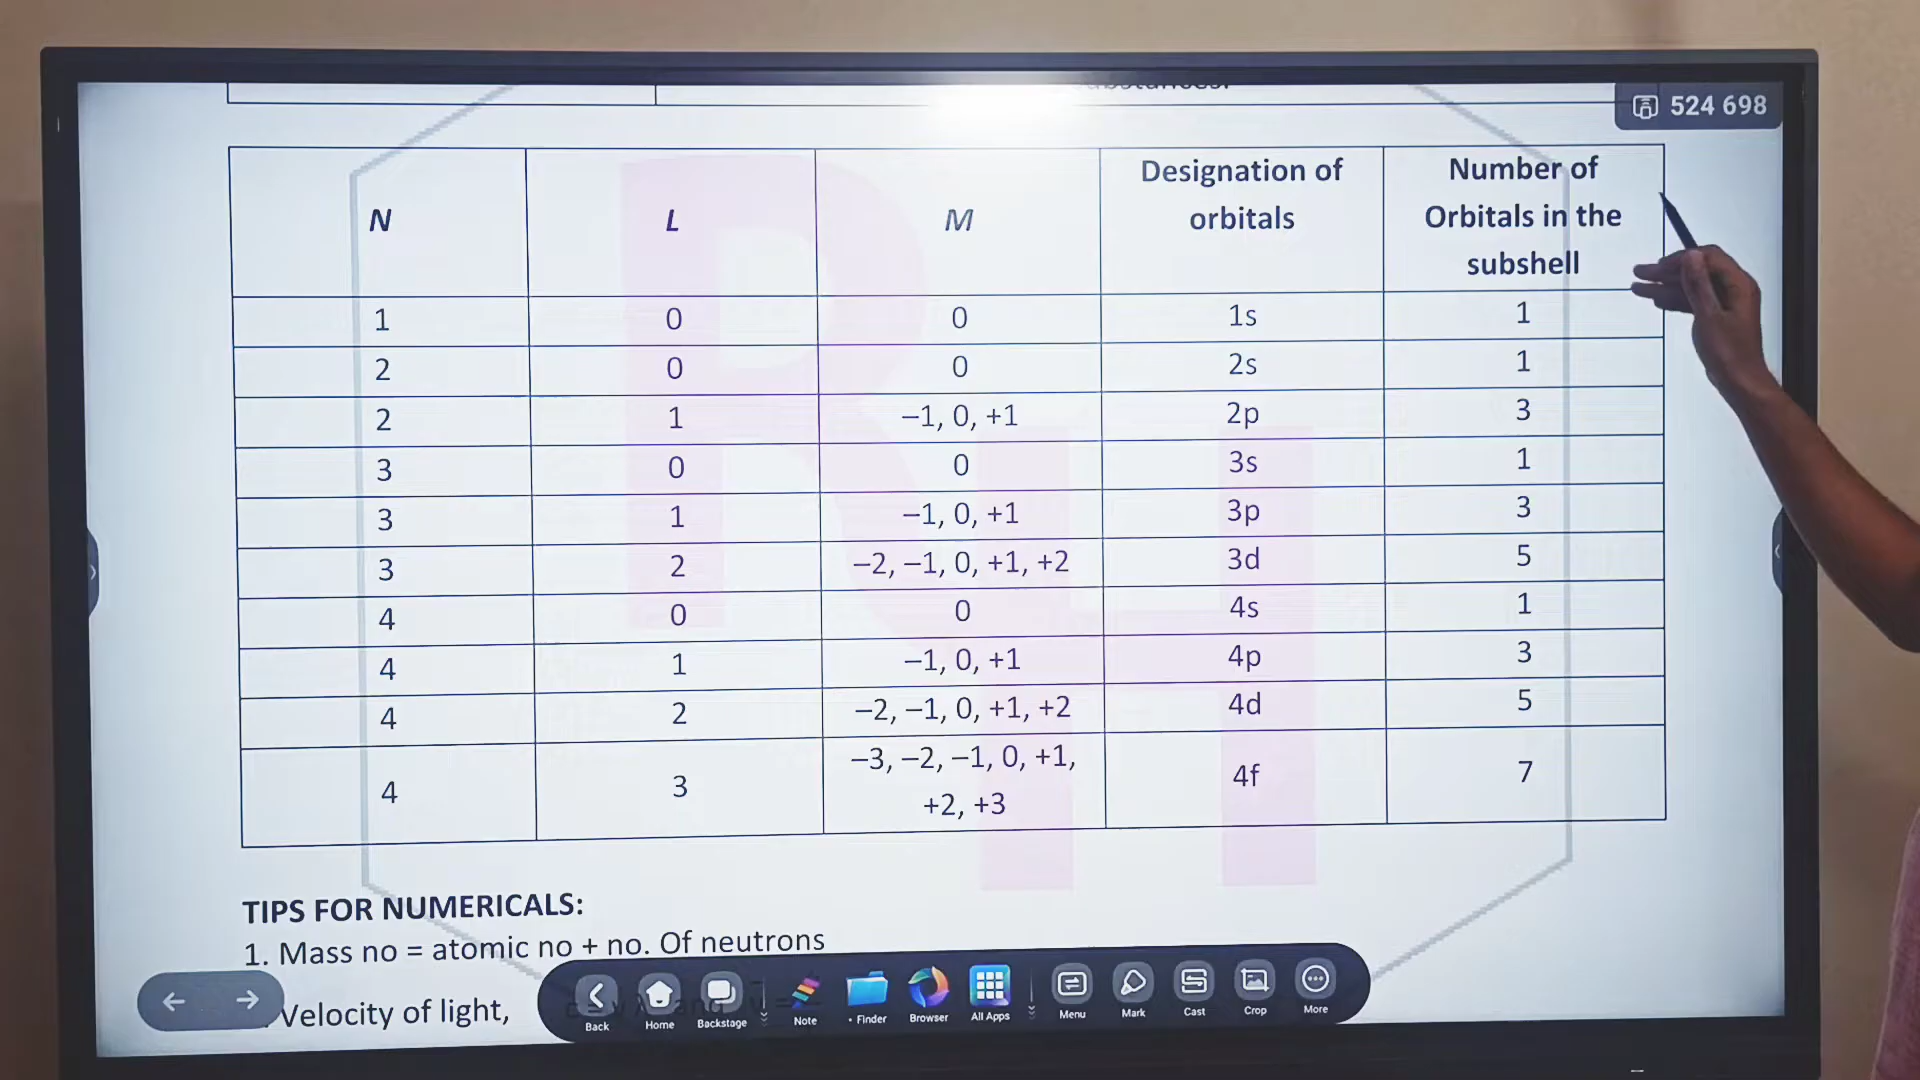 524 698
N L M Designation of orbitals Number of Orbitals in the subshell
1 0 0 1s 1
2 0 0 2s 1
2 1 –1, 0, +1 2p 3
3 0 0 3s 1
3 1 –1, 0, +1 3p 3
3 2 –2, –1, 0, +1, +2 3d 5
4 0 0 4s 1
4 1 –1, 0, +1 4p 3
4 2 –2, –1, 0, +1, +2 4d 5
4 3 –3, –2, –1, 0, +1, +2, +3 4f 7
TIPS FOR NUMERICALS:
1. Mass no = atomic no + no. Of neutrons
Velocity of light,
Back Home Backstage Note Finder Browser All Apps Menu Mark Cast Crop More